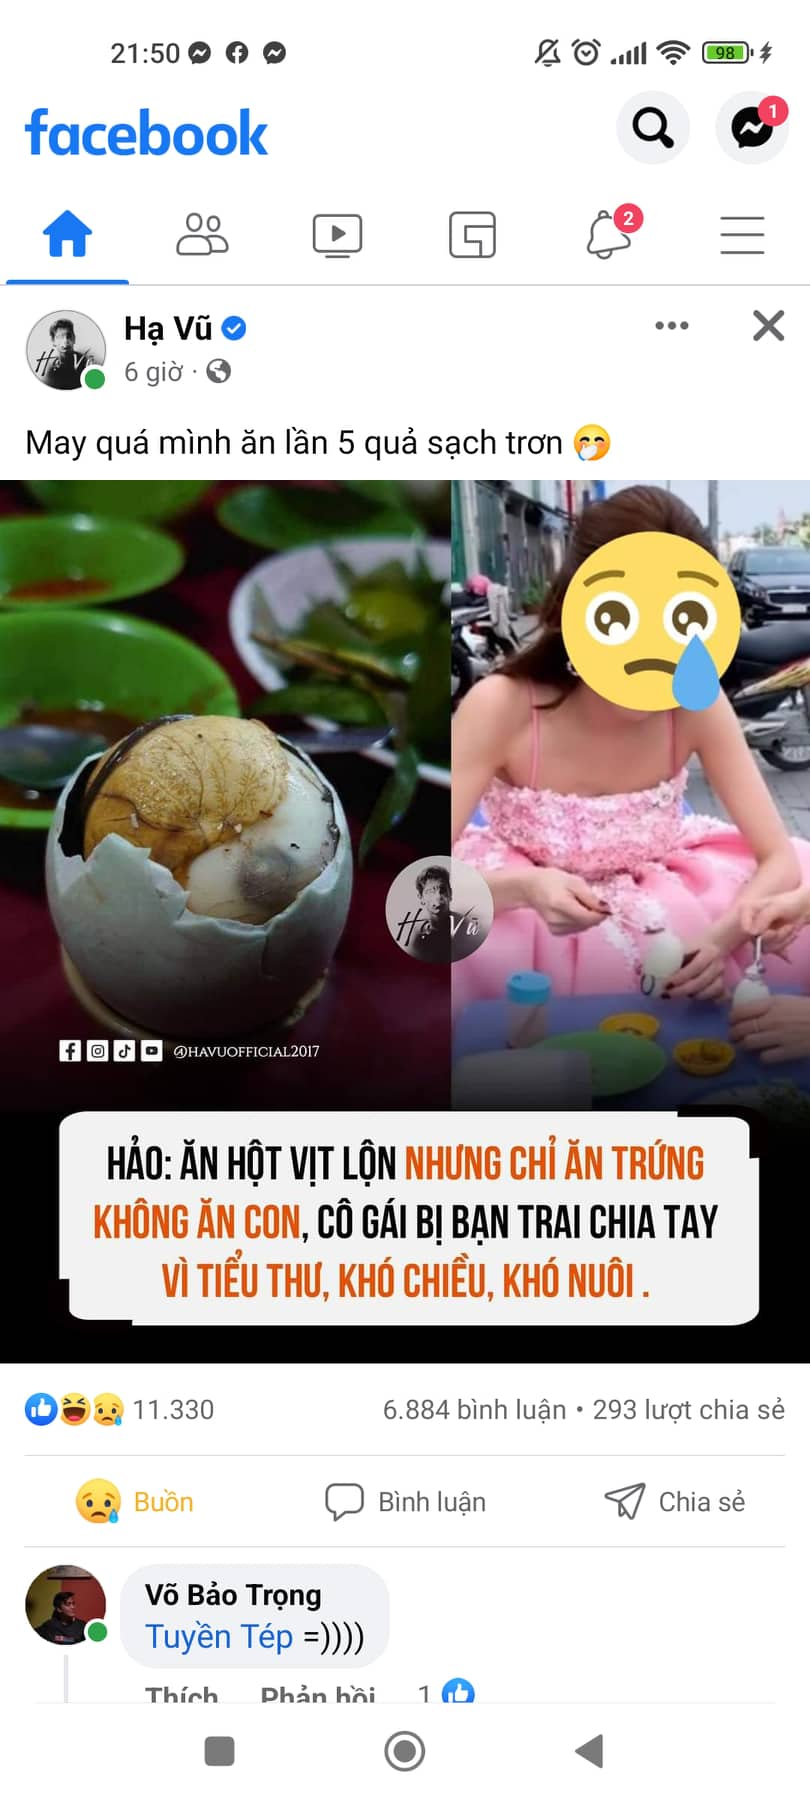 21:50
98
facebook
1
2
Hạ Vũ
6 giờ ·
May quá mình ăn lần 5 quả sạch trơn
Hạ Vũ
@HAVUOFFICIAL2017
HẢO: ĂN HỘT VỊT LỘN NHƯNG CHỈ ĂN TRỨNG
KHÔNG ĂN CON, CÔ GÁI BỊ BẠN TRAI CHIA TAY
VÌ TIỂU THƯ, KHÓ CHIỀU, KHÓ NUÔI .
11.330
6.884 bình luận • 293 lượt chia sẻ
Buồn
Bình luận
Chia sẻ
Võ Bảo Trọng
Tuyền Tép =))))
Thích Phản hồi 1